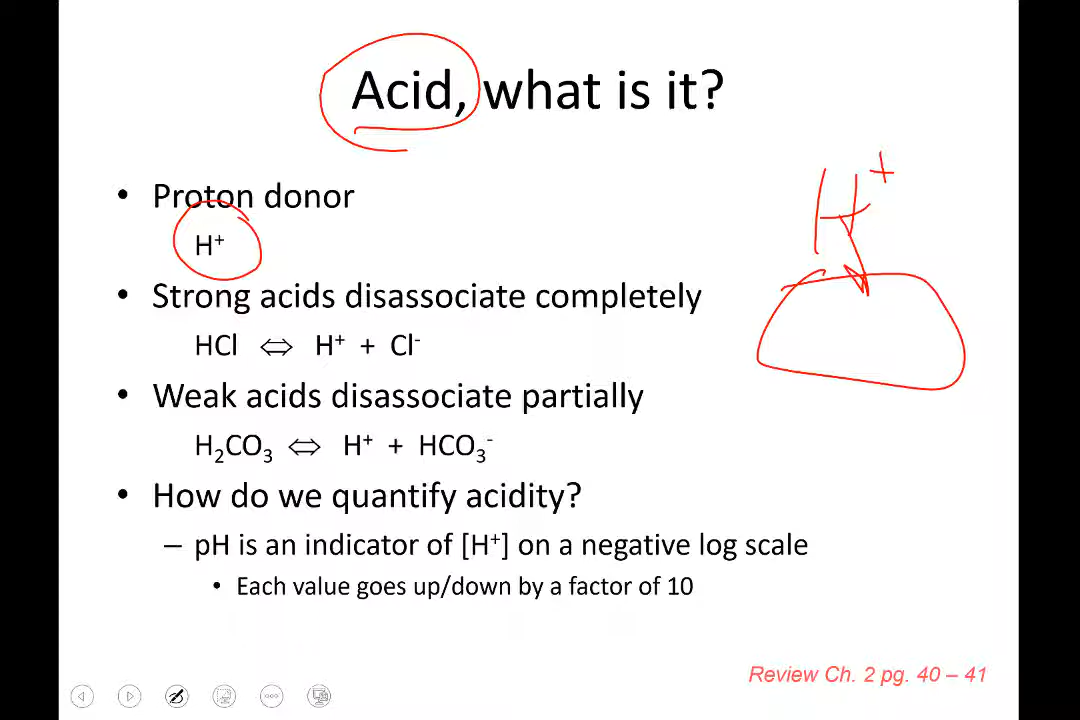 Acid, what is it?
• Proton donor
H⁺
H⁺
• Strong acids disassociate completely
HCl ⇔ H⁺ + Cl⁻
• Weak acids disassociate partially
H₂CO₃ ⇔ H⁺ + HCO₃⁻
• How do we quantify acidity?
– pH is an indicator of [H⁺] on a negative log scale
• Each value goes up/down by a factor of 10
Review Ch. 2 pg. 40 – 41